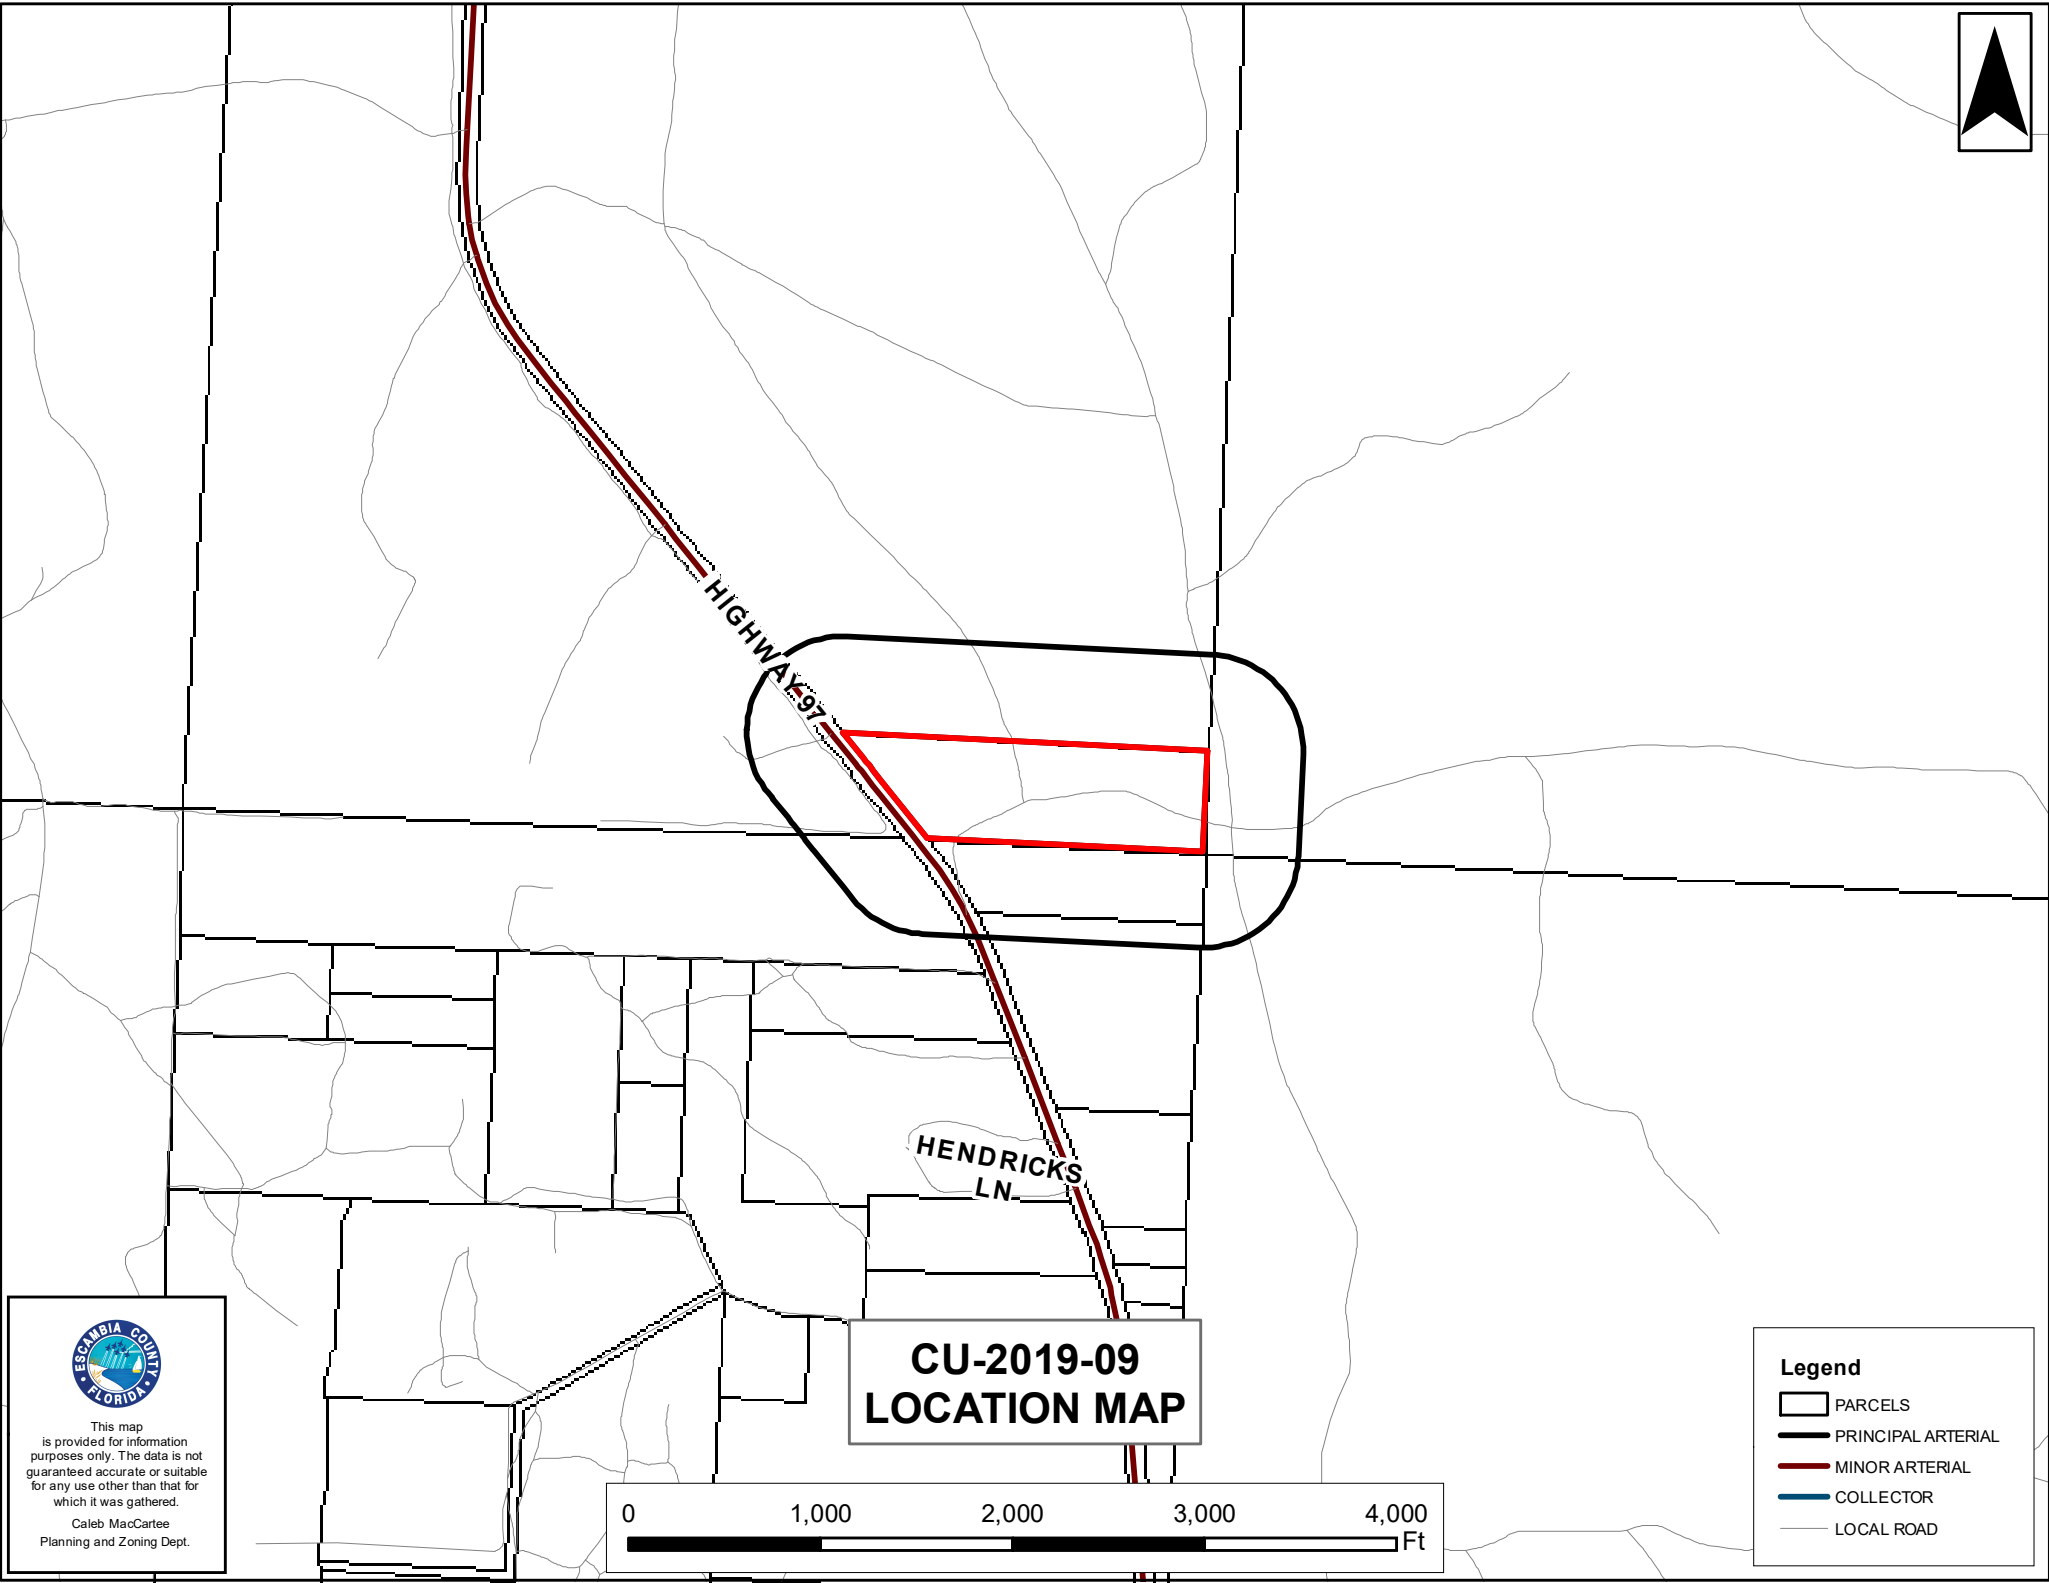 HIGHWAY 97
HENDRICKS
LN
CU-2019-09
LOCATION MAP
ESCAMBIA COUNTY
• FLORIDA •
This map
is provided for information
purposes only. The data is not
guaranteed accurate or suitable
for any use other than that for
which it was gathered.
Caleb MacCartee
Planning and Zoning Dept.
0 1,000 2,000 3,000 4,000
Ft
Legend
PARCELS
PRINCIPAL ARTERIAL
MINOR ARTERIAL
COLLECTOR
LOCAL ROAD